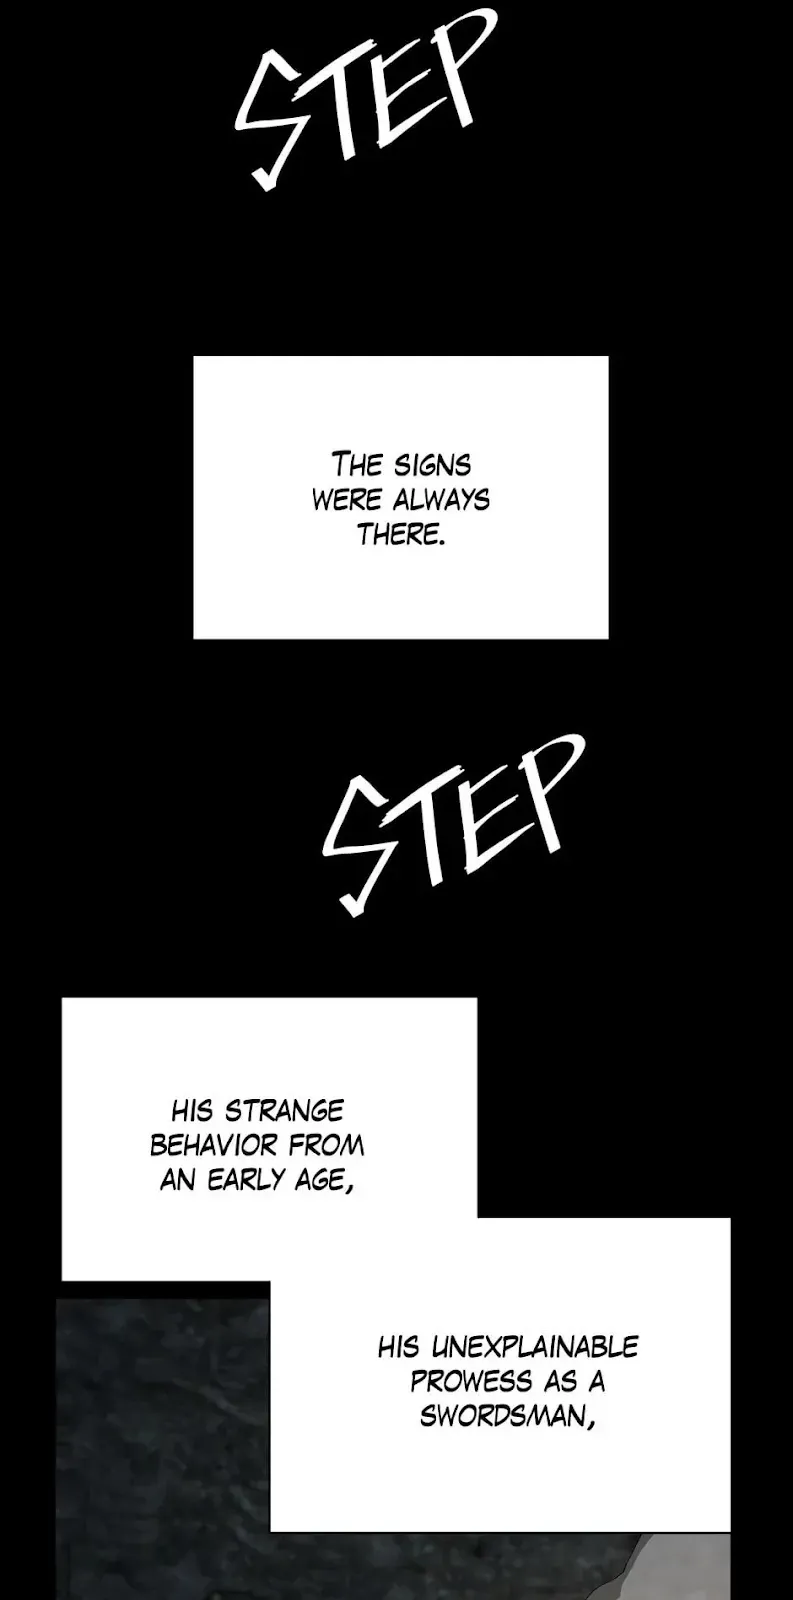 STEP
THE SIGNS
WERE ALWAYS
THERE.
STEP
HIS STRANGE
BEHAVIOR FROM
AN EARLY AGE,
HIS UNEXPLAINABLE
PROWESS AS A
SWORDSMAN,